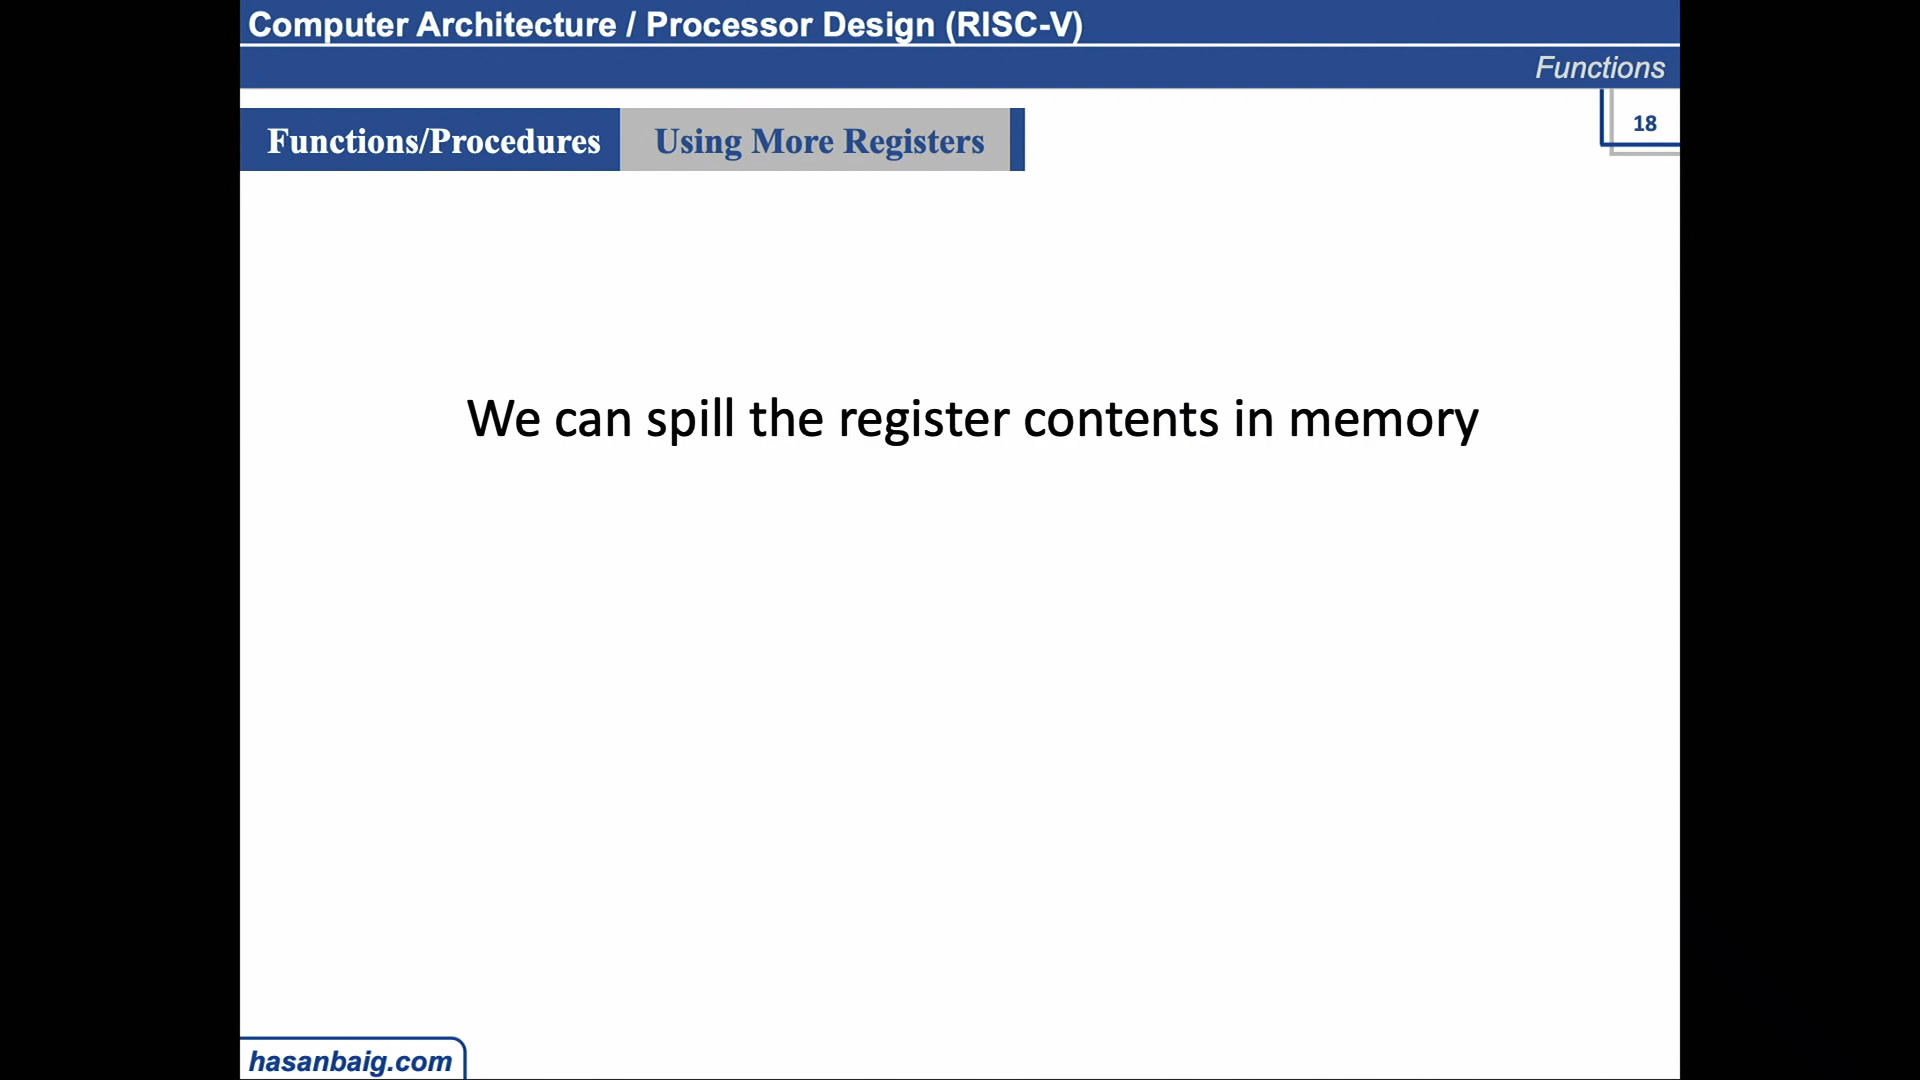 Computer Architecture / Processor Design (RISC-V)
Functions
Functions/Procedures Using More Registers
18
We can spill the register contents in memory
hasanbaig.com